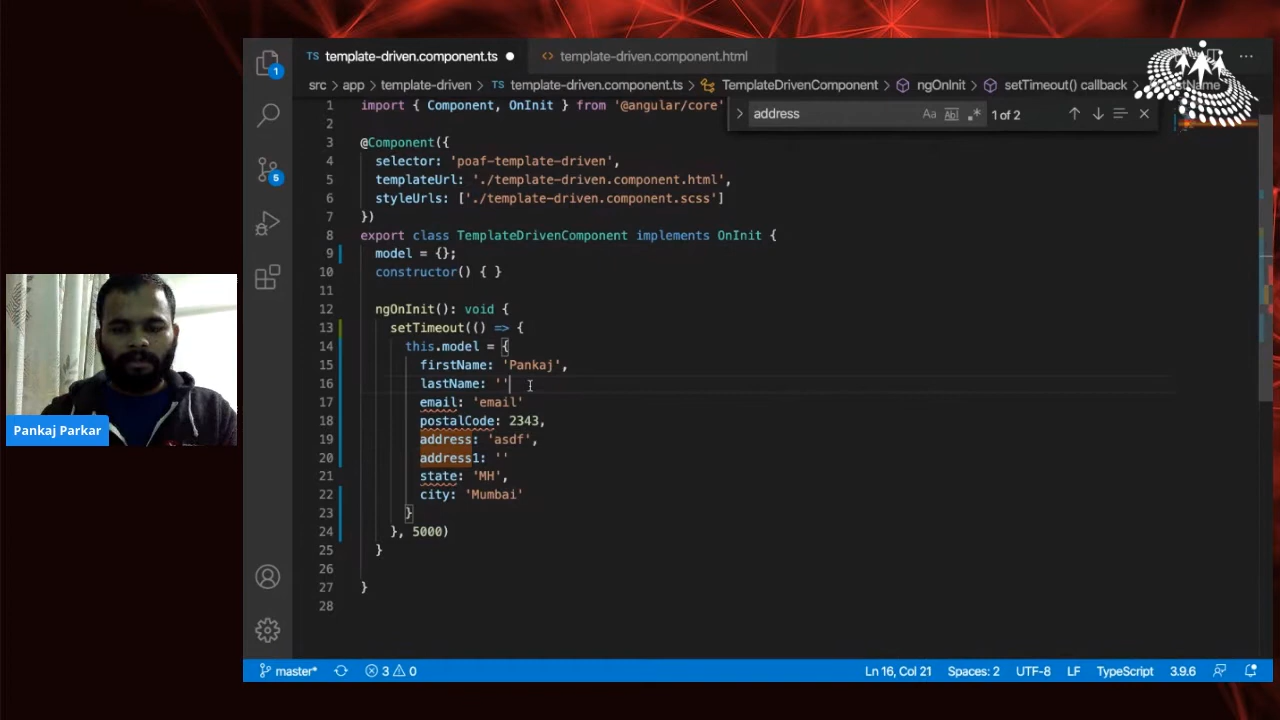 TS template-driven.component.ts ● <> template-driven.component.html ...
src > app > template-driven > TS template-driven.component.ts > TemplateDrivenComponent > ngOnInit > setTimeout() callback >
address Aa Abl .* 1 of 2
1 import { Component, OnInit } from '@angular/core'
2
3 @Component({
4 selector: 'poaf-template-driven',
5 templateUrl: './template-driven.component.html',
6 styleUrls: ['./template-driven.component.scss']
7 })
8 export class TemplateDrivenComponent implements OnInit {
9 model = {};
10 constructor() { }
11
12 ngOnInit(): void {
13 setTimeout(() => {
14 this.model = {
15 firstName: 'Pankaj',
16 lastName: ''
17 email: 'email'
18 postalCode: 2343,
19 address: 'asdf',
20 address1: ''
21 state: 'MH',
22 city: 'Mumbai'
23 }
24 }, 5000)
25 }
26
27 }
28
1
5
Pankaj Parkar
master* 3 0 Ln 16, Col 21 Spaces: 2 UTF-8 LF TypeScript 3.9.6